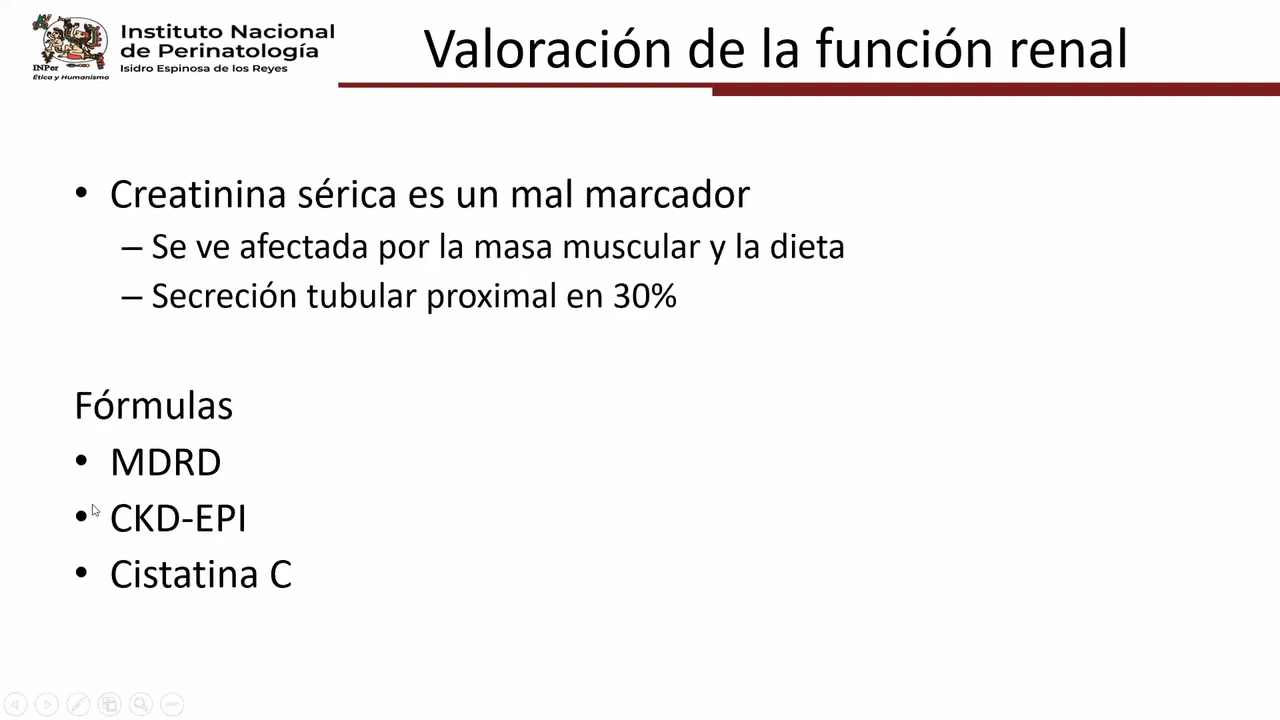 INPer
Ética y Humanismo
Instituto Nacional
de Perinatología
Isidro Espinosa de los Reyes
Valoración de la función renal
• Creatinina sérica es un mal marcador
– Se ve afectada por la masa muscular y la dieta
– Secreción tubular proximal en 30%
Fórmulas
• MDRD
• CKD-EPI
• Cistatina C